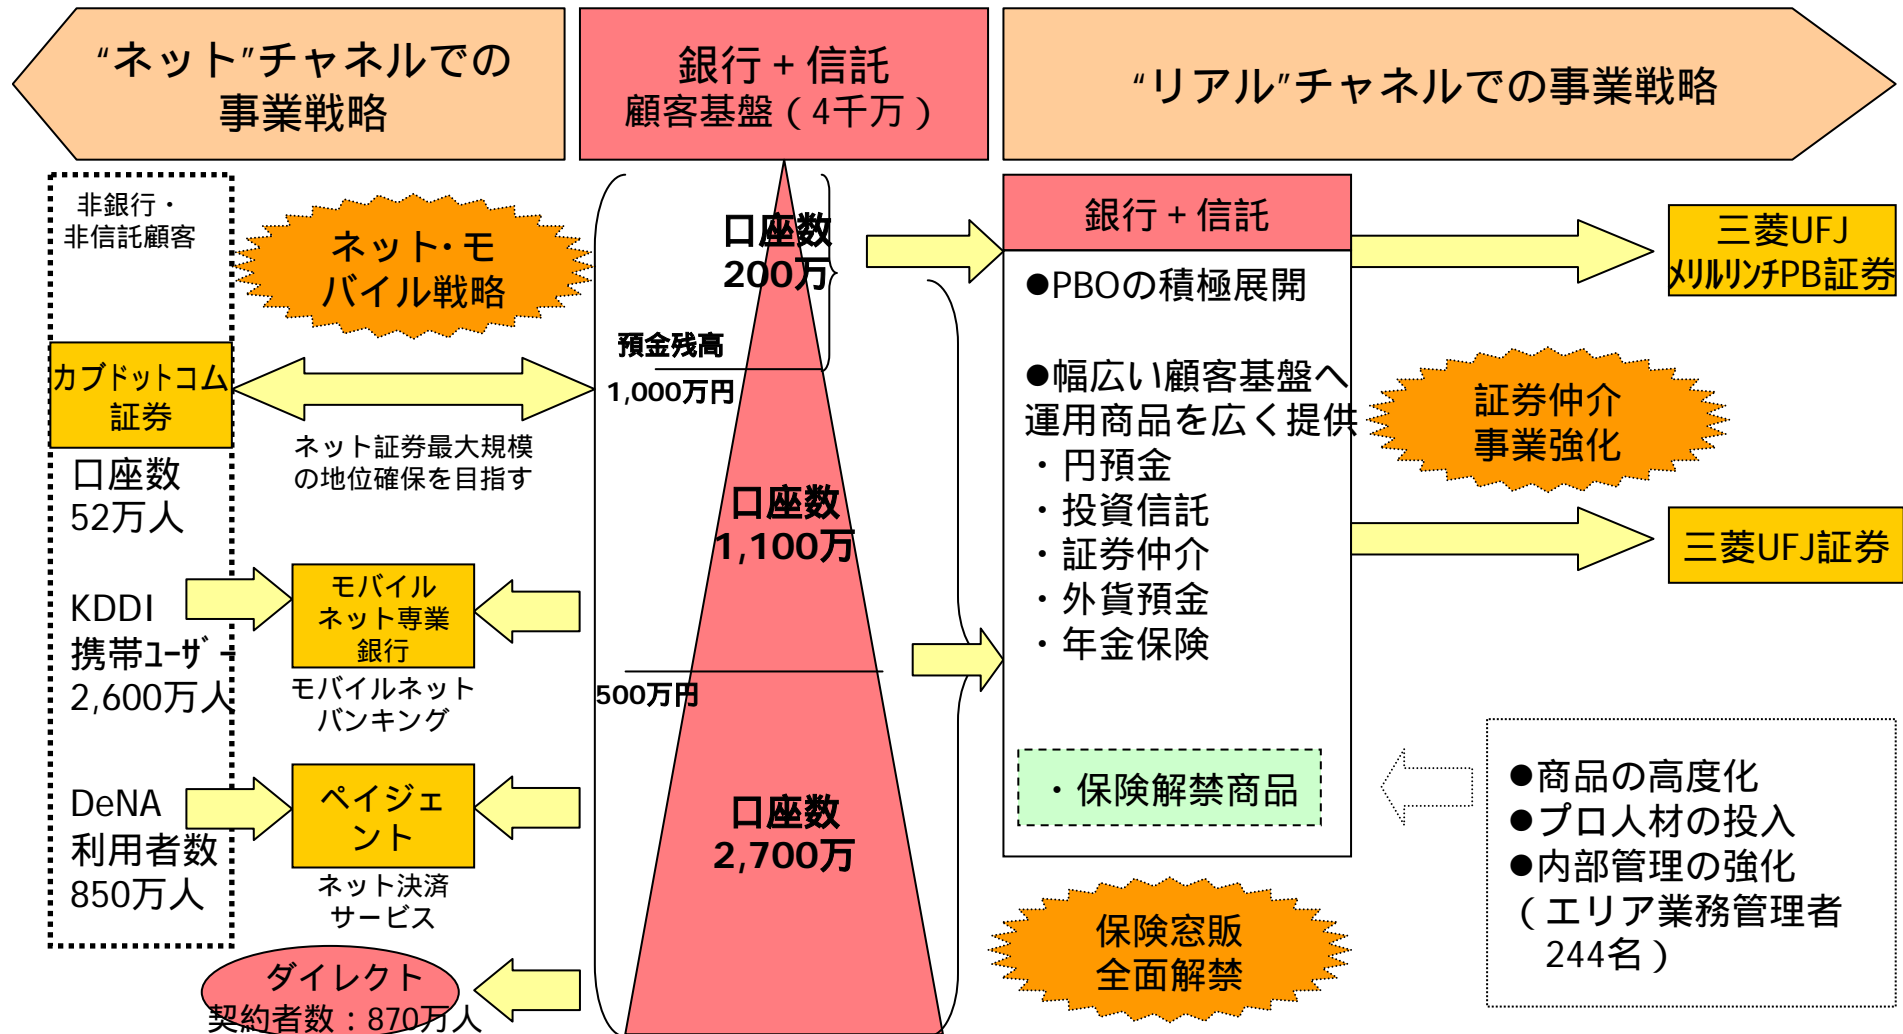 “ネット”チャネルでの
事業戦略
銀行 + 信託
顧客基盤（4千万）
“リアル”チャネルでの事業戦略
非銀行・
非信託顧客
ネット・モ
バイル戦略
カブドットコム
証券
口座数
52万人
ネット証券最大規模
の地位確保を目指す
KDDI
携帯ﾕｰｻﾞｰ
2,600万人
モバイル
ネット専業
銀行
モバイルネット
バンキング
DeNA
利用者数
850万人
ペイジェ
ント
ネット決済
サービス
ダイレクト
契約者数：870万人
口座数
200万
預金残高
1,000万円
口座数
1,100万
500万円
口座数
2,700万
銀行 + 信託
●PBOの積極展開
●幅広い顧客基盤へ
運用商品を広く提供
・円預金
・投資信託
・証券仲介
・外貨預金
・年金保険
・保険解禁商品
保険窓販
全面解禁
三菱UFJ
ﾒﾘﾙﾘﾝﾁPB証券
証券仲介
事業強化
三菱UFJ証券
●商品の高度化
●プロ人材の投入
●内部管理の強化
（エリア業務管理者
244名）